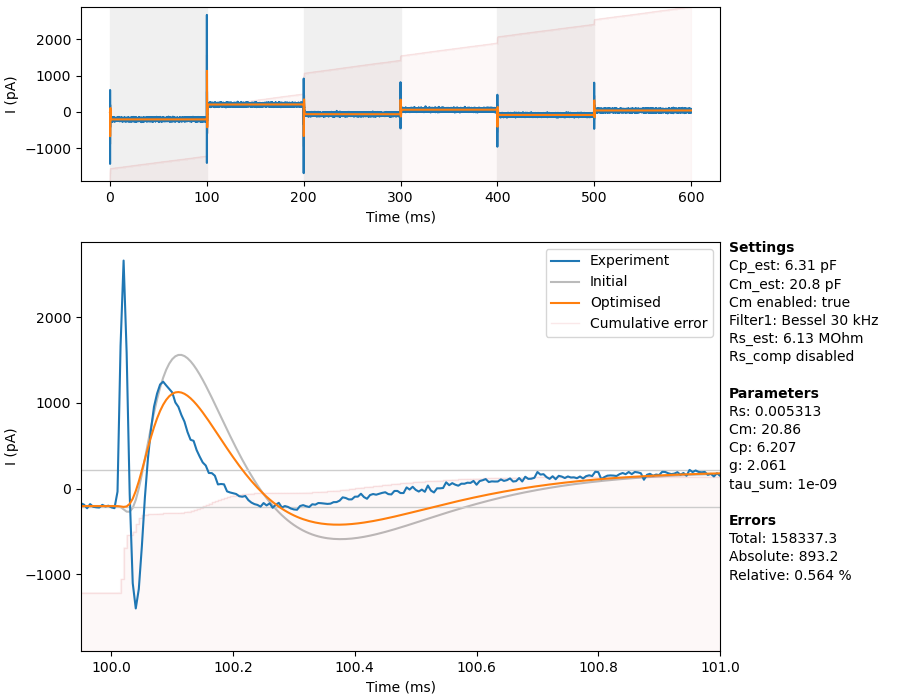 2000
1000
0
−1000
I (pA)
0 100 200 300 400 500 600
Time (ms)
2000
1000
0
−1000
I (pA)
100.0 100.2 100.4 100.6 100.8 101.0
Time (ms)
Experiment
Initial
Optimised
Cumulative error
Settings
Cp_est: 6.31 pF
Cm_est: 20.8 pF
Cm enabled: true
Filter1: Bessel 30 kHz
Rs_est: 6.13 MOhm
Rs_comp disabled
Parameters
Rs: 0.005313
Cm: 20.86
Cp: 6.207
g: 2.061
tau_sum: 1e-09
Errors
Total: 158337.3
Absolute: 893.2
Relative: 0.564 %